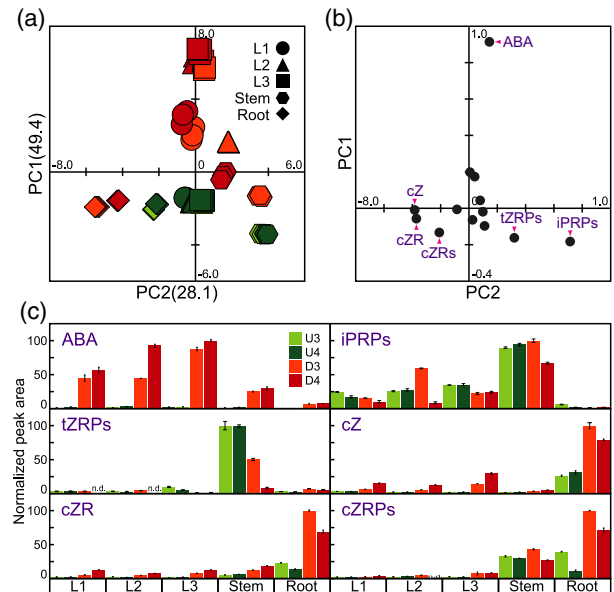 (a)
8.0
L1
L2
L3
Stem
Root
PC1(49.4)
-8.0
0
6.0
-6.0
PC2(28.1)
(b)
1.0
ABA
PC1
cZ
-8.0
0
1.0
tZRPs
iPRPs
cZR
cZRs
-0.4
PC2
(c)
Normalized peak area
ABA
100
50
0
U3
U4
D3
D4
iPRPs
tZRPs
100
50
0
n.d.
n.d.
cZ
cZR
100
50
0
cZRPs
n.d.
L1 L2 L3 Stem Root L1 L2 L3 Stem Root